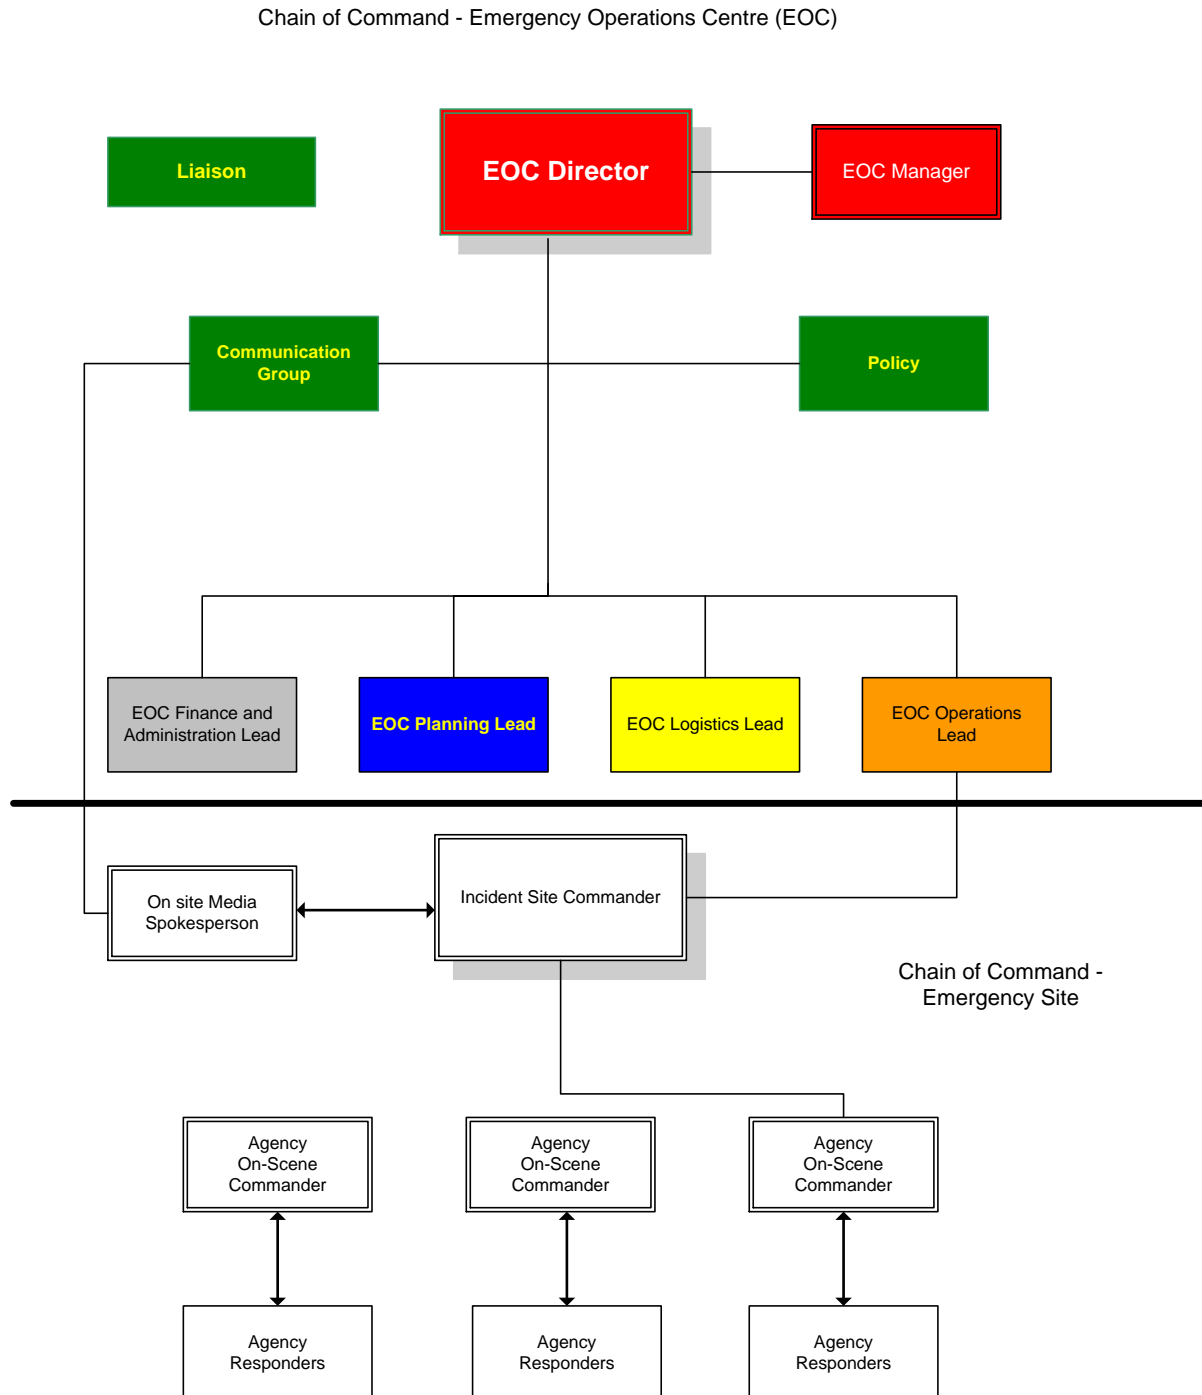 Chain of Command - Emergency Operations Centre (EOC)
Liaison
EOC Director
EOC Manager
Communication
Group
Policy
EOC Finance and
Administration Lead
EOC Planning Lead
EOC Logistics Lead
EOC Operations
Lead
On site Media
Spokesperson
Incident Site Commander
Chain of Command -
Emergency Site
Agency
On-Scene
Commander
Agency
On-Scene
Commander
Agency
On-Scene
Commander
Agency
Responders
Agency
Responders
Agency
Responders